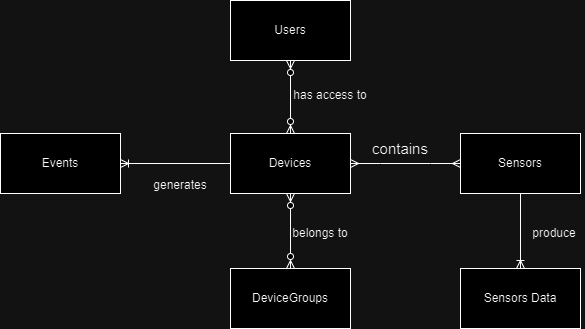 Users
has access to
Events
generates
Devices
contains
Sensors
belongs to
produce
DeviceGroups
Sensors Data